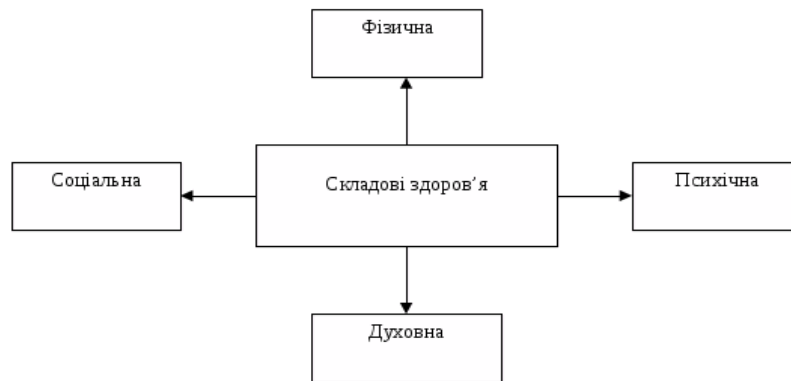 Фізична
Соціальна
Складові здоров’я
Психічна
Духовна